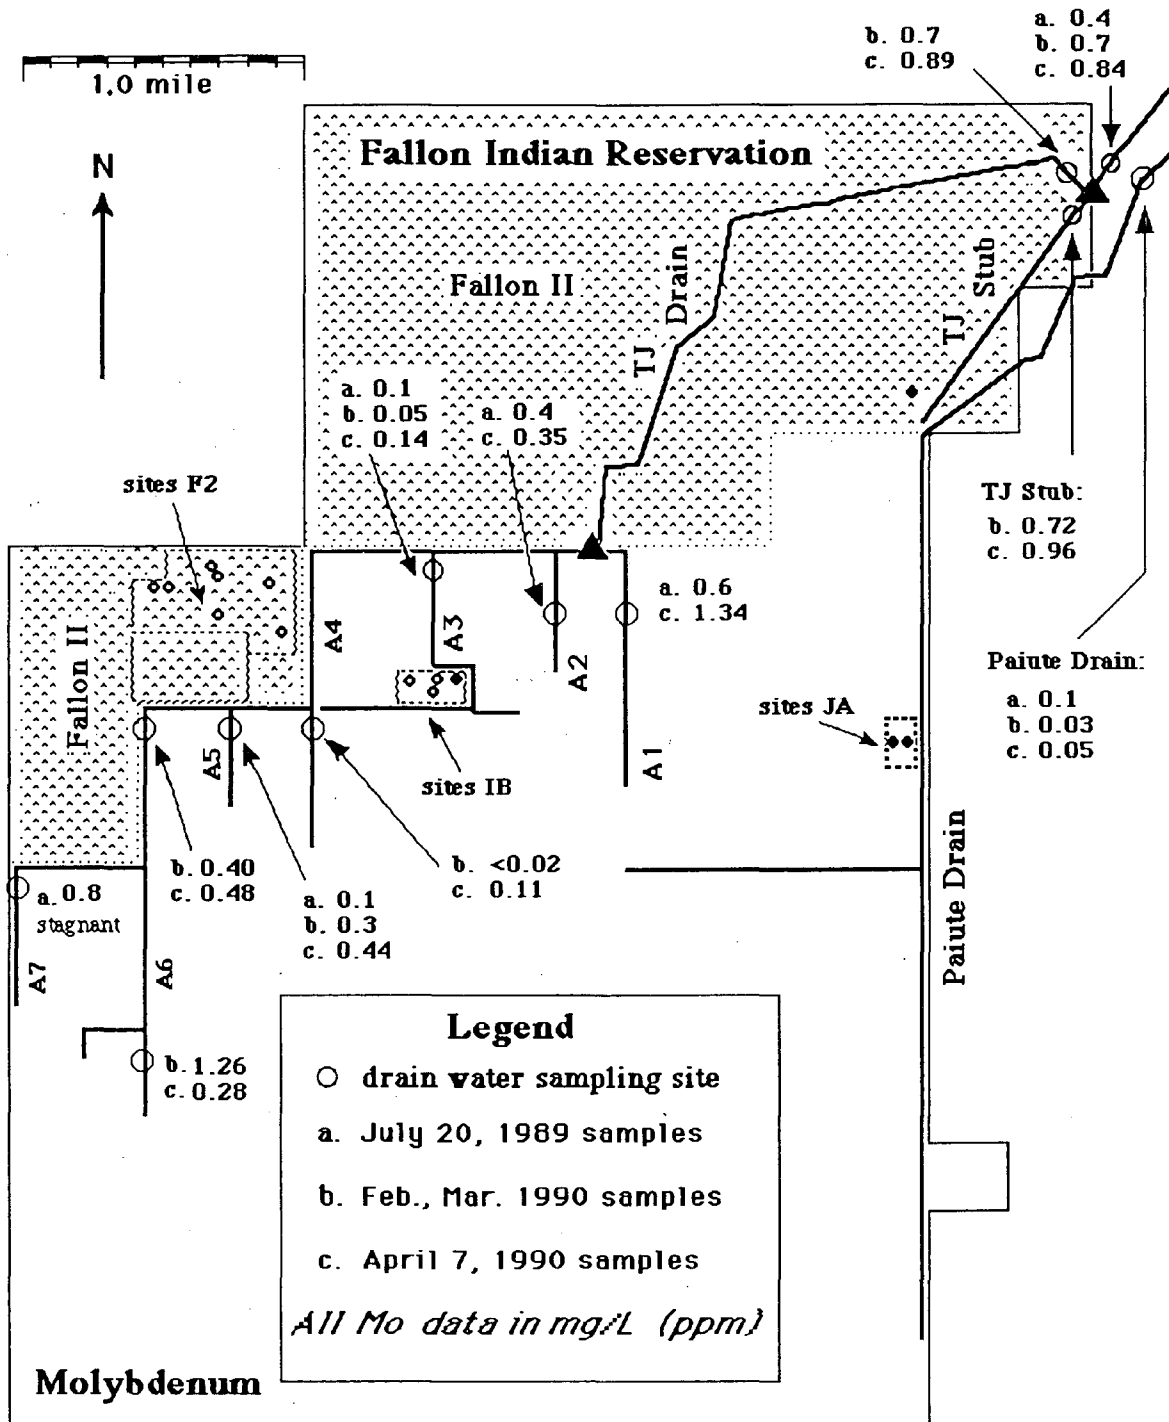 b. 0.7
c. 0.89
a. 0.4
b. 0.7
c. 0.84
1.0 mile
N
Fallon Indian Reservation
Fallon II
TJ Drain
TJ Stub
a. 0.1
b. 0.05
c. 0.14
a. 0.4
c. 0.35
sites F2
TJ Stub:
b. 0.72
c. 0.96
a. 0.6
c. 1.34
Fallon II
A4
A3
A2
A1
Paiute Drain:
a. 0.1
b. 0.03
c. 0.05
sites JA
A5
sites IB
b. 0.40
c. 0.48
a. 0.1
b. 0.3
c. 0.44
b. <0.02
c. 0.11
a. 0.8
stagnant
A7
A6
Paiute Drain
b. 1.26
c. 0.28
Legend
drain water sampling site
a. July 20, 1989 samples
b. Feb., Mar. 1990 samples
c. April 7, 1990 samples
All Mo data in mg/L (ppm)
Molybdenum